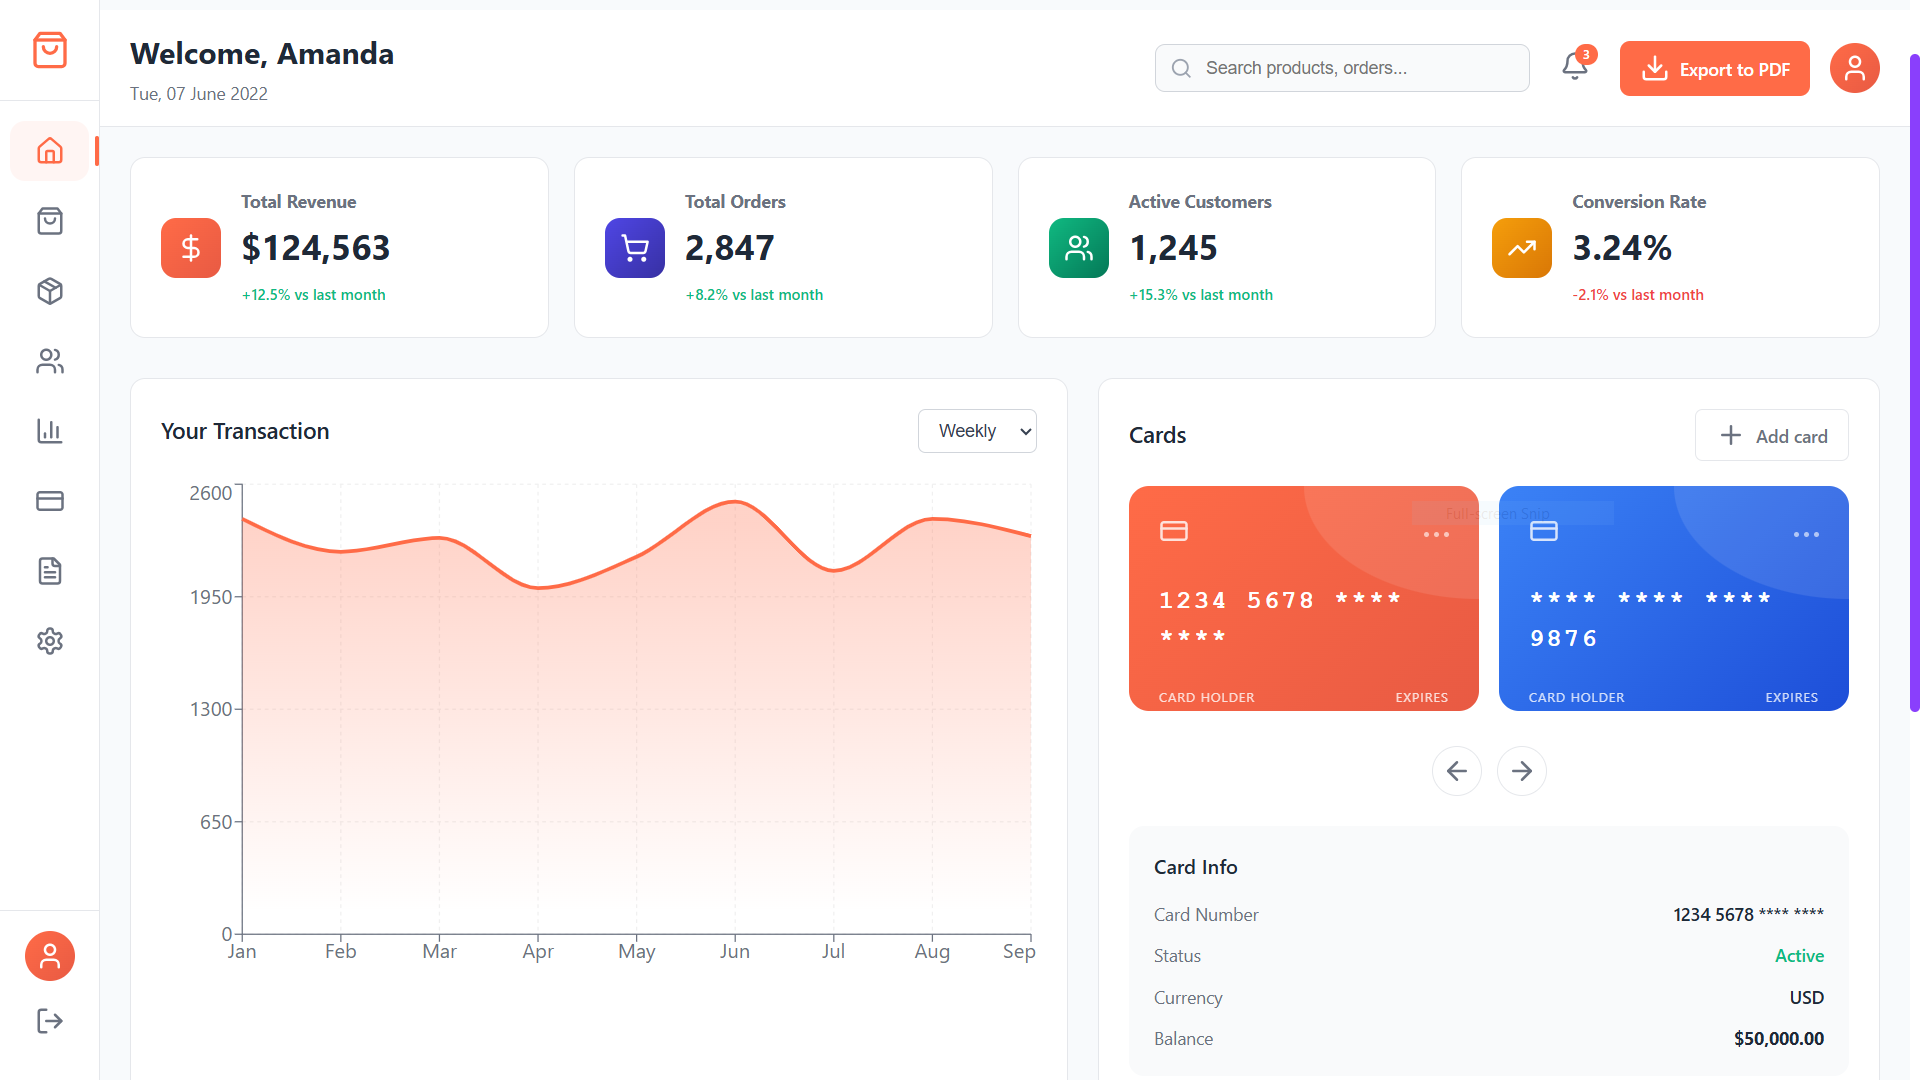 Welcome, Amanda
Tue, 07 June 2022
Search products, orders...
3
Export to PDF
Total Revenue
$124,563
+12.5% vs last month
Total Orders
2,847
+8.2% vs last month
Active Customers
1,245
+15.3% vs last month
Conversion Rate
3.24%
-2.1% vs last month
Your Transaction
Weekly
2600
1950
1300
650
0
Jan Feb Mar Apr May Jun Jul Aug Sep
Cards
Add card
Full-screen Snip
1234 5678 ****
****
CARD HOLDER EXPIRES
**** **** ****
9876
CARD HOLDER EXPIRES
Card Info
Card Number 1234 5678 **** ****
Status Active
Currency USD
Balance $50,000.00